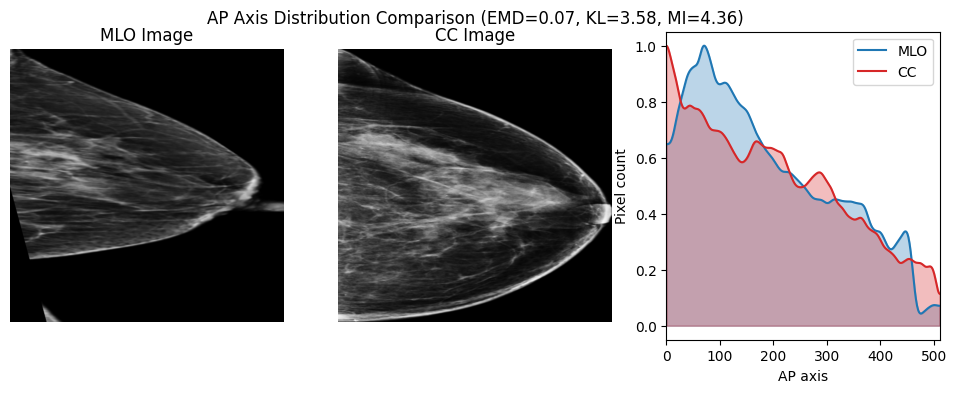 AP Axis Distribution Comparison (EMD=0.07, KL=3.58, MI=4.36)
MLO Image
CC Image
MLO
CC
Pixel count
1.0
0.8
0.6
0.4
0.2
0.0
0 100 200 300 400 500
AP axis